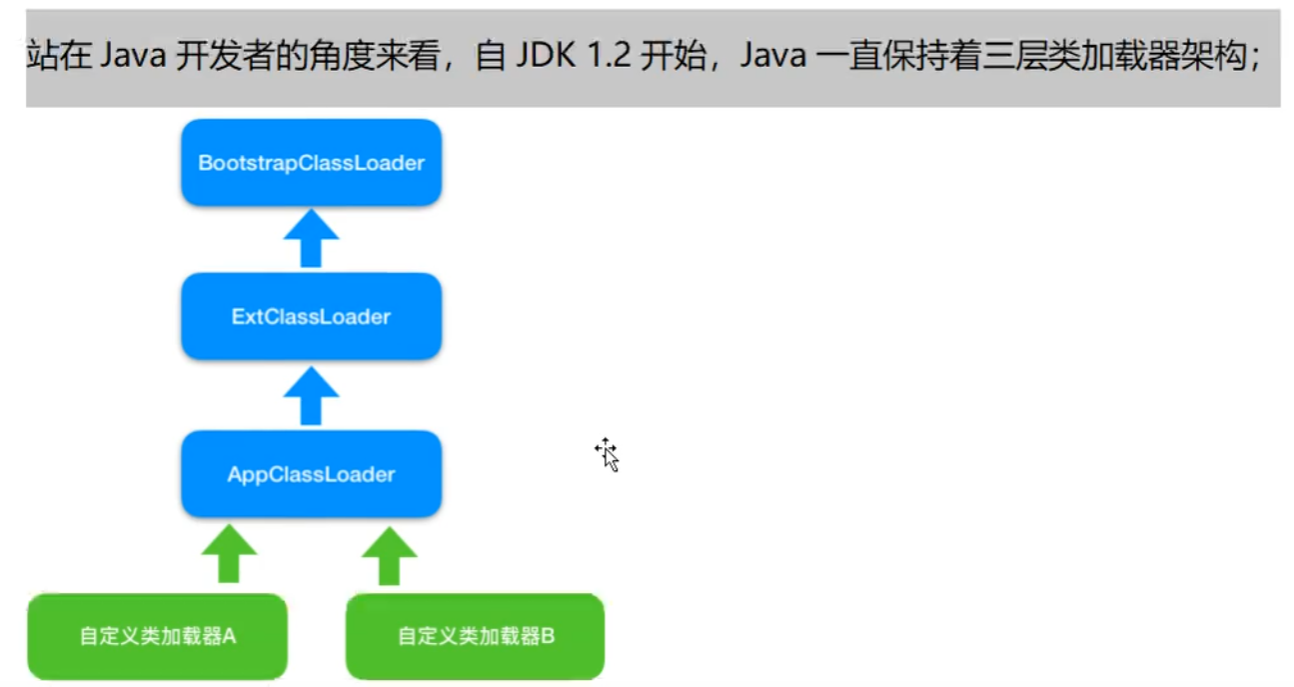 站在 Java 开发者的角度来看，自 JDK 1.2 开始，Java 一直保持着三层类加载器架构；
BootstrapClassLoader
ExtClassLoader
AppClassLoader
自定义类加载器A
自定义类加载器B